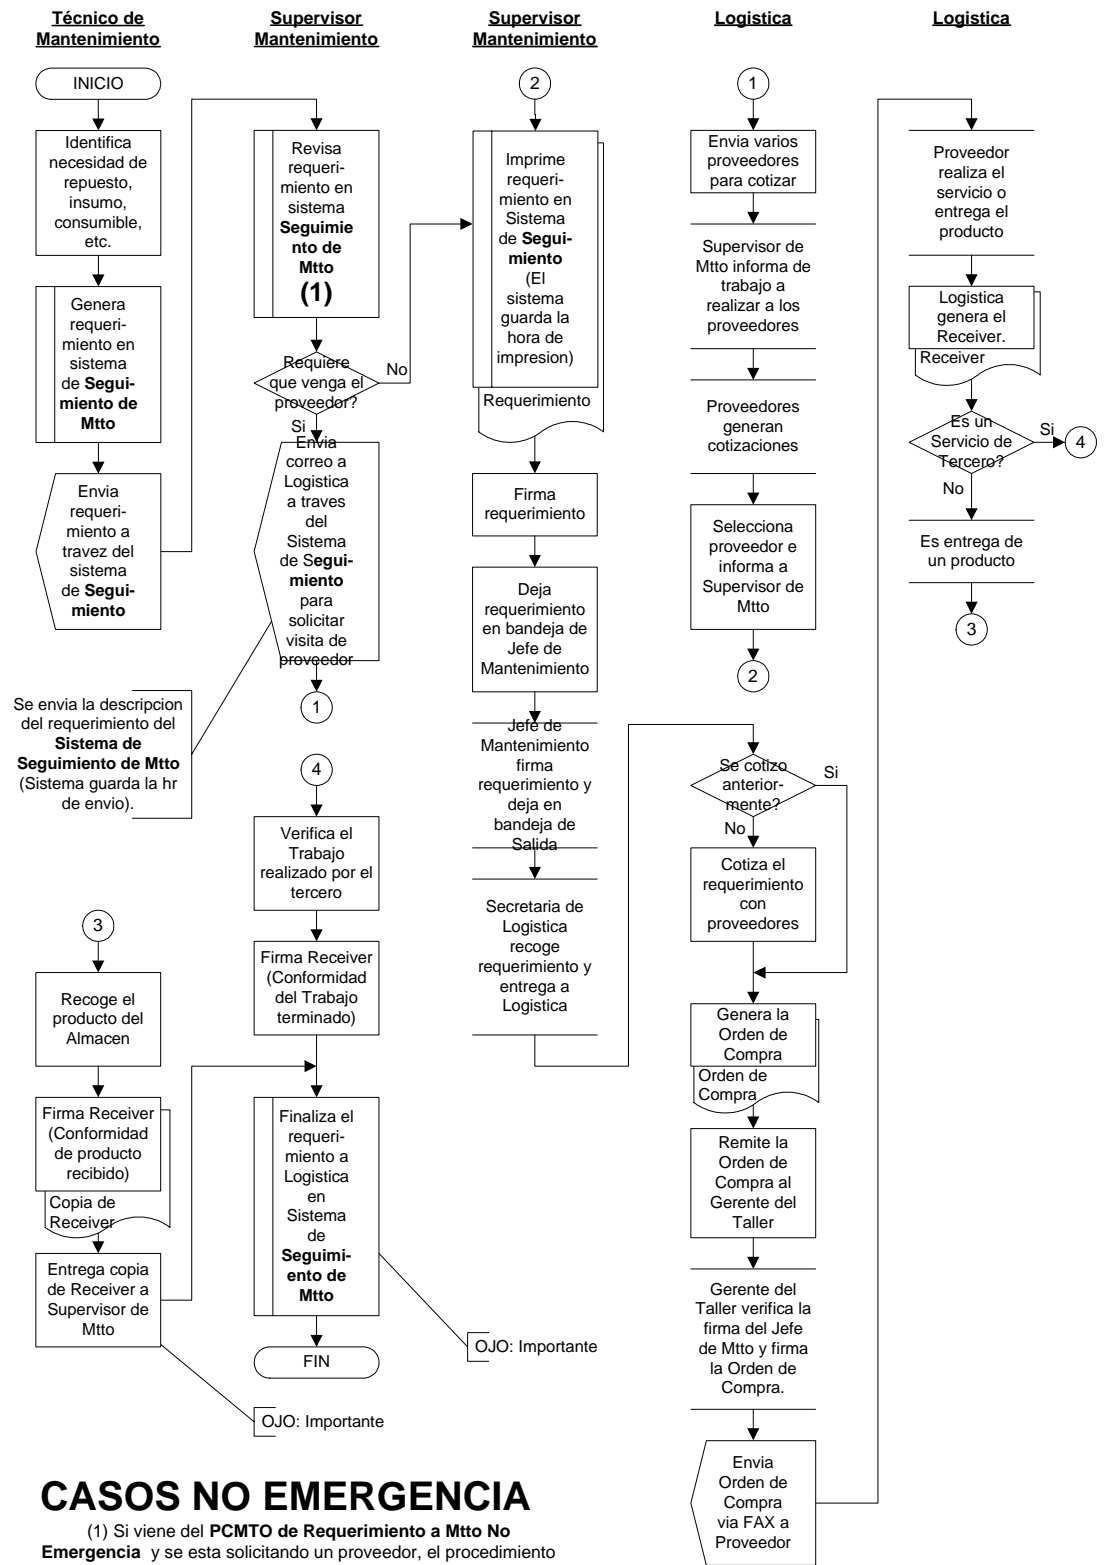 Técnico de
Mantenimiento
INICIO
Identifica
necesidad de
repuesto,
insumo,
consumible,
etc.
Genera
requeri-
miento en
sistema
de Segui-
miento de
Mtto
Envia
requeri-
miento a
travez del
sistema
de Segui-
miento
Se envia la descripcion
del requerimiento del
Sistema de
Seguimiento de Mtto
(Sistema guarda la hr
de envio).
3
Recoge el
producto del
Almacen
Firma Receiver
(Conformidad
de producto
recibido)
Copia de
Receiver
Entrega copia
de Receiver a
Supervisor de
Mtto
OJO: Importante
Supervisor
Mantenimiento
Revisa
requeri-
miento en
sistema
Seguimie
nto de
Mtto
(1)
Requiere
que venga el
proveedor?
No
Si
Envia
correo a
Logistica
a traves
del
Sistema
de Segui-
miento
para
solicitar
visita de
proveedor
1
4
Verifica el
Trabajo
realizado por el
tercero
Firma Receiver
(Conformidad
del Trabajo
terminado)
Finaliza el
requeri-
miento a
Logistica
en
Sistema
de
Seguimi-
ento de
Mtto
FIN
OJO: Importante
Supervisor
Mantenimiento
2
Imprime
requeri-
miento en
Sistema
de Segui-
miento
(El
sistema
guarda la
hora de
impresion)
Requerimiento
Firma
requerimiento
Deja
requerimiento
en bandeja de
Jefe de
Mantenimiento
Jefe de
Mantenimiento
firma
requerimiento y
deja en
bandeja de
Salida
Secretaria de
Logistica
recoge
requerimiento y
entrega a
Logistica
Logistica
1
Envia varios
proveedores
para cotizar
Supervisor de
Mtto informa de
trabajo a
realizar a los
proveedores
Proveedores
generan
cotizaciones
Selecciona
proveedor e
informa a
Supervisor de
Mtto
2
Se cotizo
anterior-
mente?
Si
No
Cotiza el
requerimiento
con
proveedores
Genera la
Orden de
Compra
Orden de
Compra
Remite la
Orden de
Compra al
Gerente del
Taller
Gerente del
Taller verifica la
firma del Jefe
de Mtto y firma
la Orden de
Compra.
Envia
Orden de
Compra
via FAX a
Proveedor
Logistica
Proveedor
realiza el
servicio o
entrega el
producto
Logistica
genera el
Receiver.
Receiver
Es un
Servicio de
Tercero?
Si
4
No
Es entrega de
un producto
3
CASOS NO EMERGENCIA
(1) Si viene del PCMTO de Requerimiento a Mtto No
Emergencia y se esta solicitando un proveedor, el procedimiento